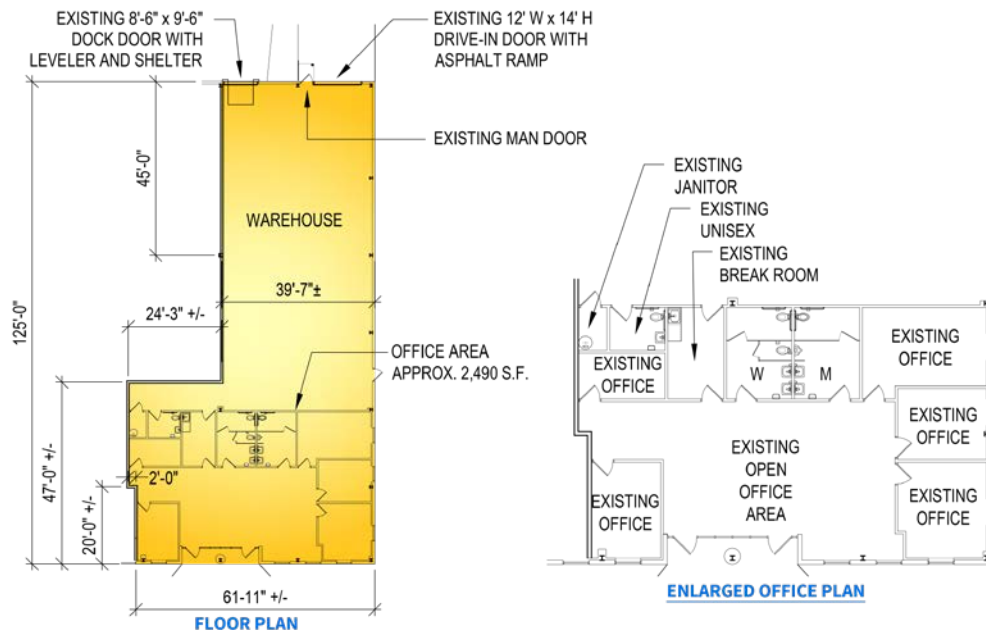 EXISTING 8'-6" x 9'-6"
DOCK DOOR WITH
LEVELER AND SHELTER
EXISTING 12' W x 14' H
DRIVE-IN DOOR WITH
ASPHALT RAMP
EXISTING MAN DOOR
45'-0"
WAREHOUSE
125'-0"
39'-7"±
24'-3" +/-
OFFICE AREA
APPROX. 2,490 S.F.
47'-0" +/-
2'-0"
20'-0" +/-
61-11" +/-
FLOOR PLAN
EXISTING
JANITOR
EXISTING
UNISEX
EXISTING
BREAK ROOM
EXISTING
OFFICE
W
M
EXISTING
OFFICE
EXISTING
OFFICE
EXISTING
OPEN
OFFICE
AREA
EXISTING
OFFICE
EXISTING
OFFICE
ENLARGED OFFICE PLAN